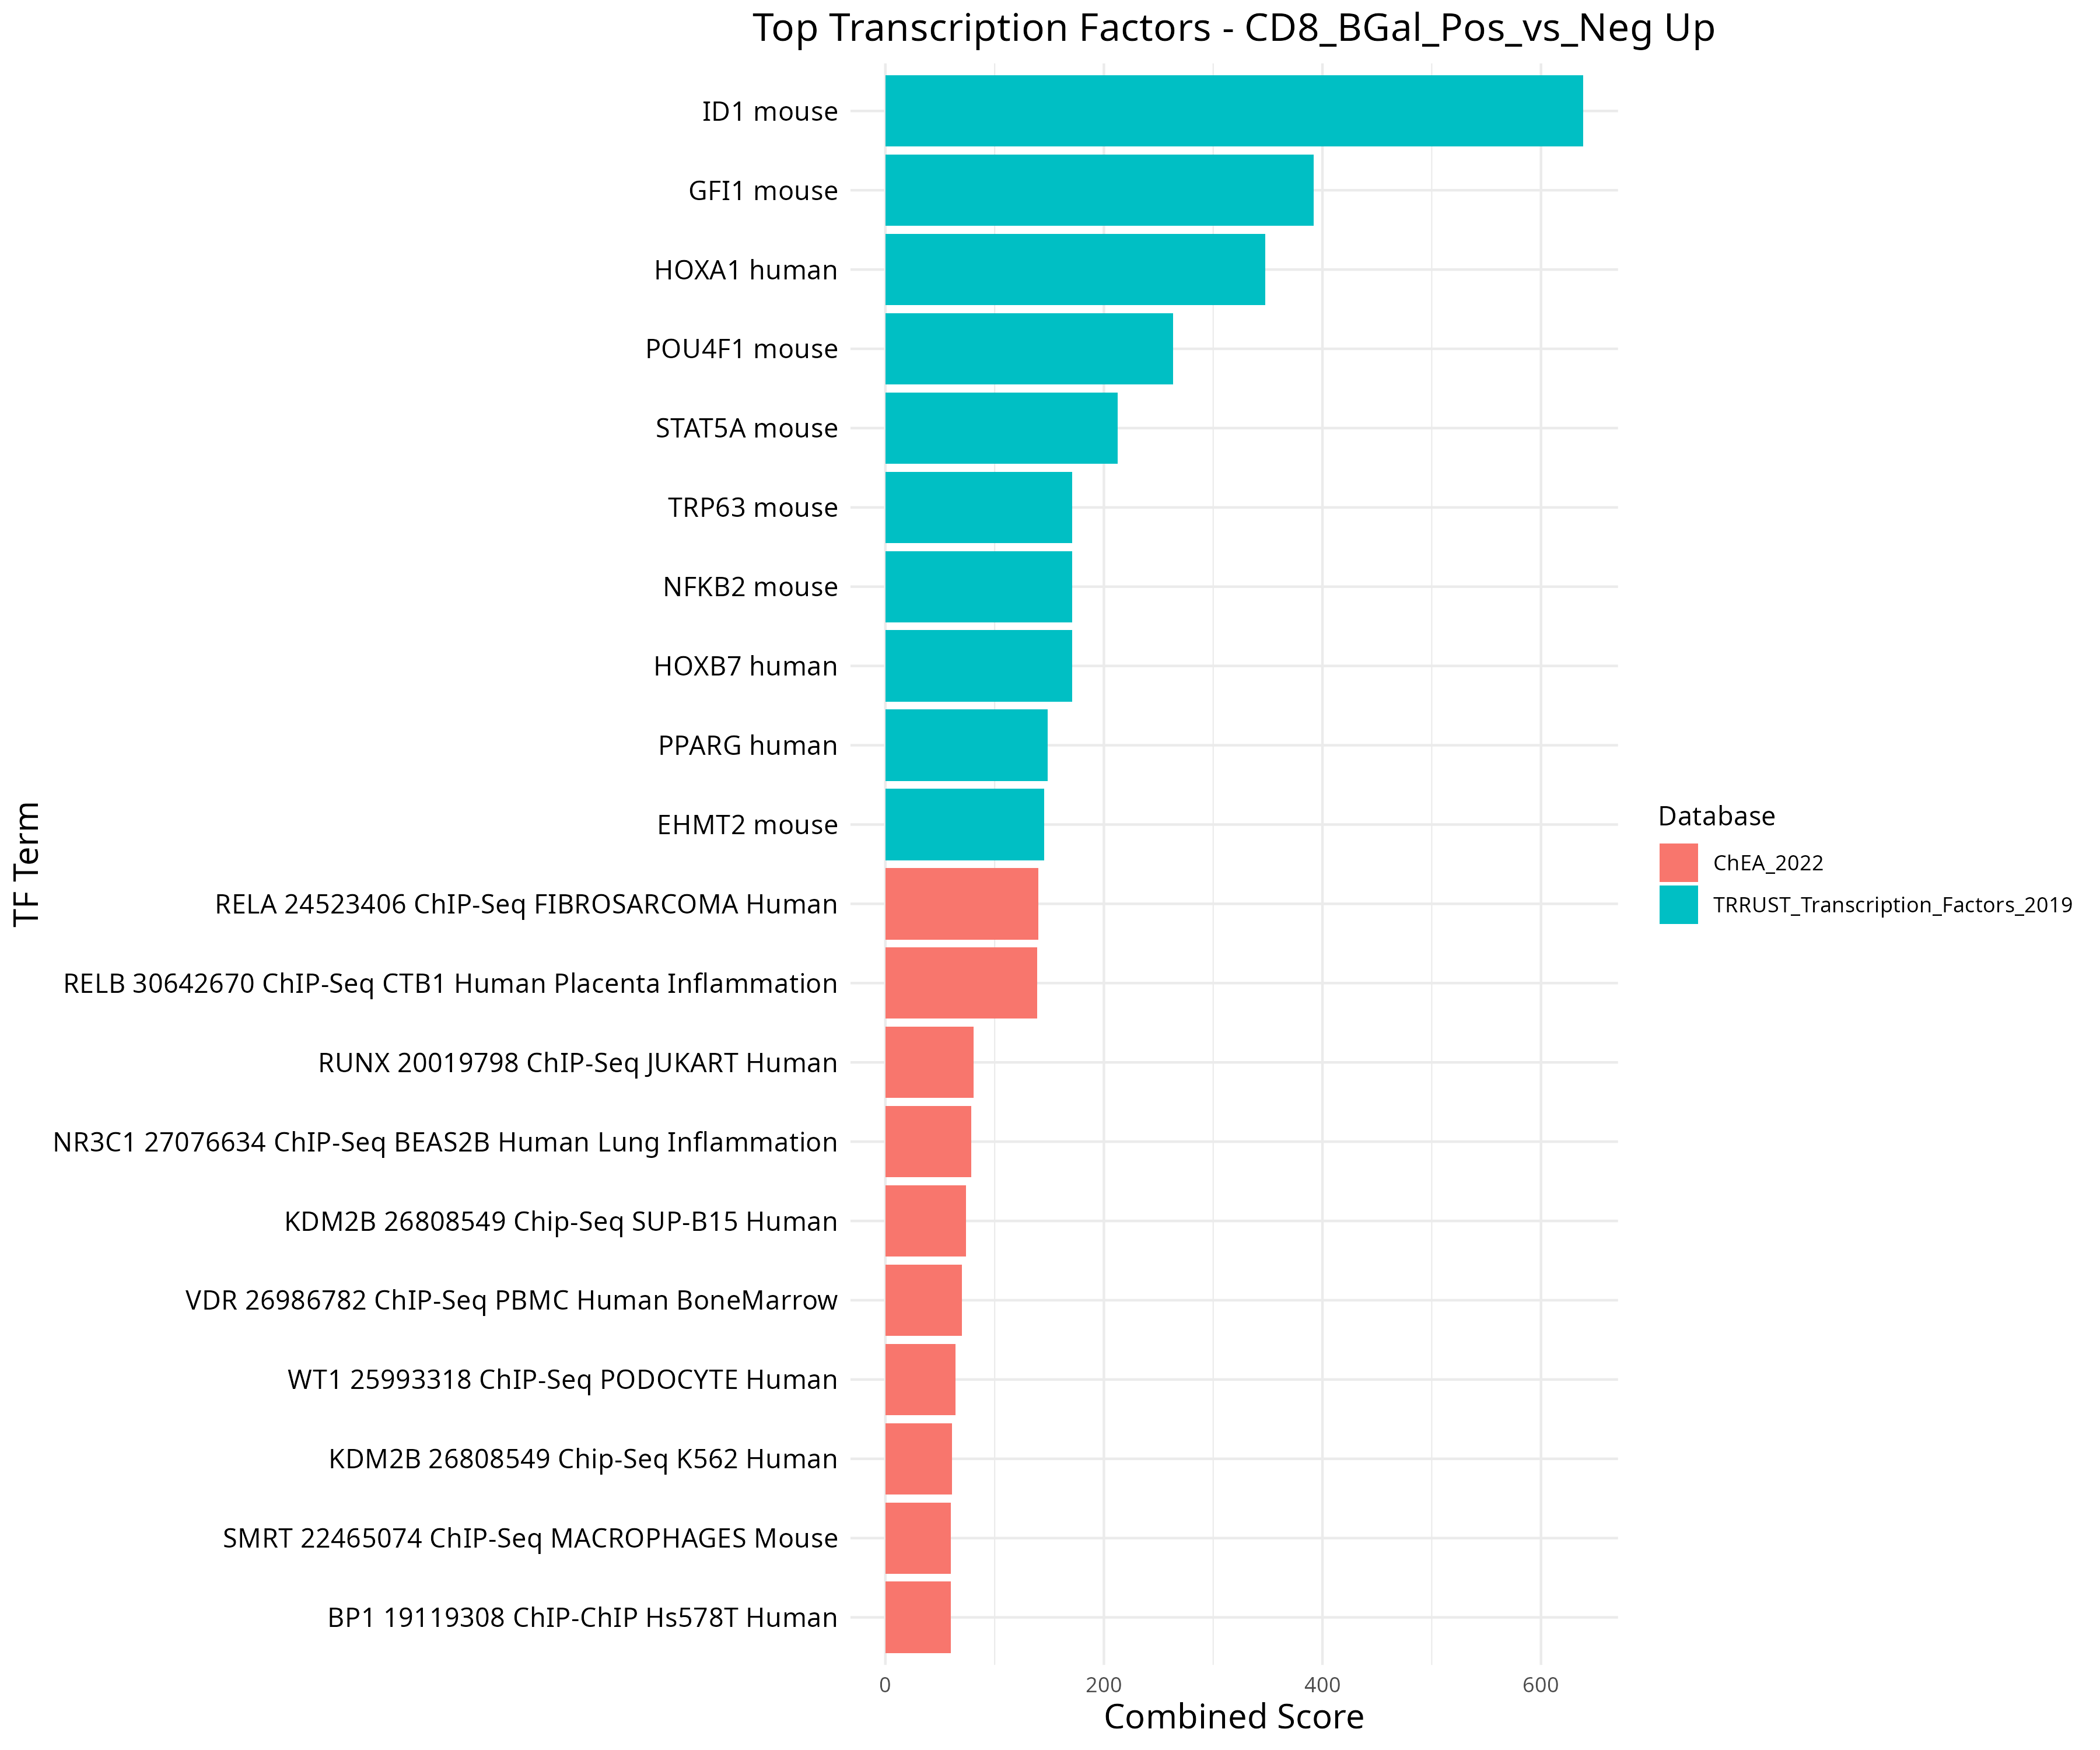 Top Transcription Factors - CD8_BGal_Pos_vs_Neg Up
TF Term
ID1 mouse
GFI1 mouse
HOXA1 human
POU4F1 mouse
STAT5A mouse
TRP63 mouse
NFKB2 mouse
HOXB7 human
PPARG human
EHMT2 mouse
RELA 24523406 ChIP-Seq FIBROSARCOMA Human
RELB 30642670 ChIP-Seq CTB1 Human Placenta Inflammation
RUNX 20019798 ChIP-Seq JUKART Human
NR3C1 27076634 ChIP-Seq BEAS2B Human Lung Inflammation
KDM2B 26808549 Chip-Seq SUP-B15 Human
VDR 26986782 ChIP-Seq PBMC Human BoneMarrow
WT1 25993318 ChIP-Seq PODOCYTE Human
KDM2B 26808549 Chip-Seq K562 Human
SMRT 22465074 ChIP-Seq MACROPHAGES Mouse
BP1 19119308 ChIP-ChIP Hs578T Human
0 200 400 600
Combined Score
Database
ChEA_2022
TRRUST_Transcription_Factors_2019